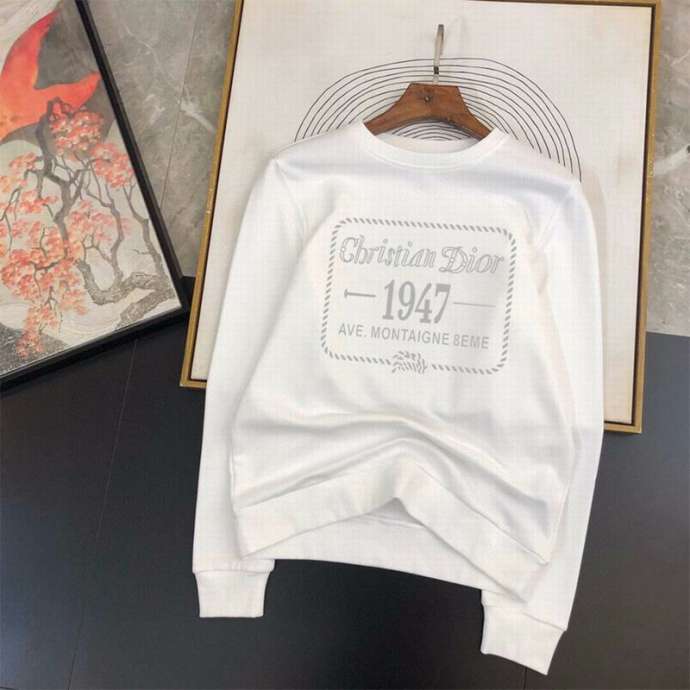 Christian Dior
1947
AVE. MONTAIGNE 8EME